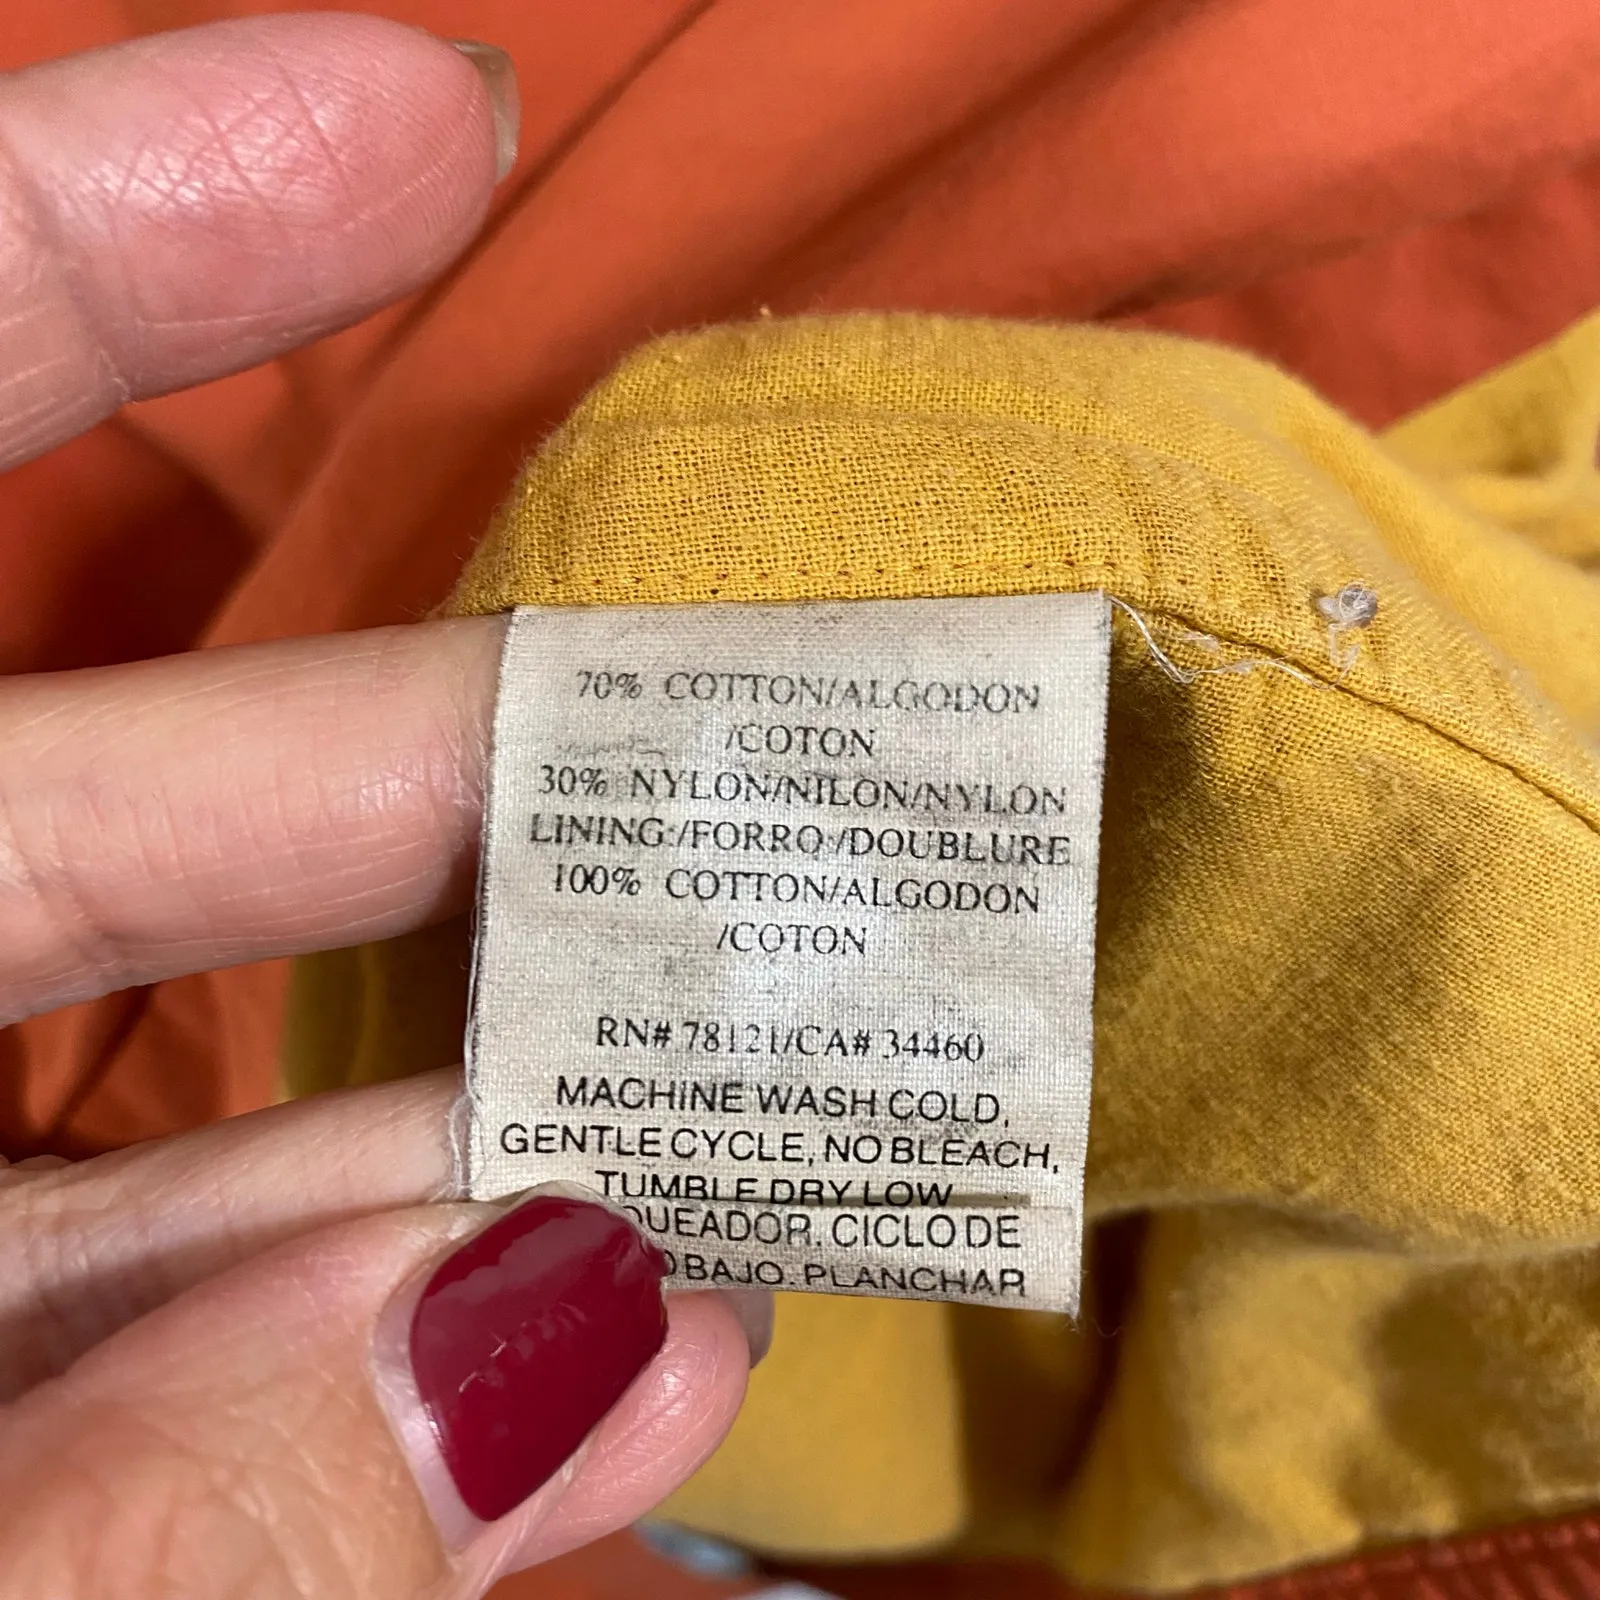 70% COTTON/ALGODON
/COTON
30% NYLON/NILON/NYLON
LINING:/FORRO:/DOUBLURE
100% COTTON/ALGODON
/COTON
RN# 78121/CA# 34460
MACHINE WASH COLD,
GENTLE CYCLE, NO BLEACH,
TUMBLE DRY LOW
CICLO DE
PLANCHAR